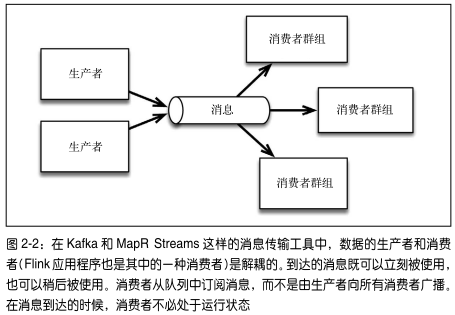 消费者群组
生产者
消息
消费者群组
生产者
消费者群组
图 2-2：在 Kafka 和 MapR Streams 这样的消息传输工具中，数据的生产者和消费
者（Flink 应用程序也是其中的一种消费者）是解耦的。到达的消息既可以立刻被使用，
也可以稍后被使用。消费者从队列中订阅消息，而不是由生产者向所有消费者广播。
在消息到达的时候，消费者不必处于运行状态